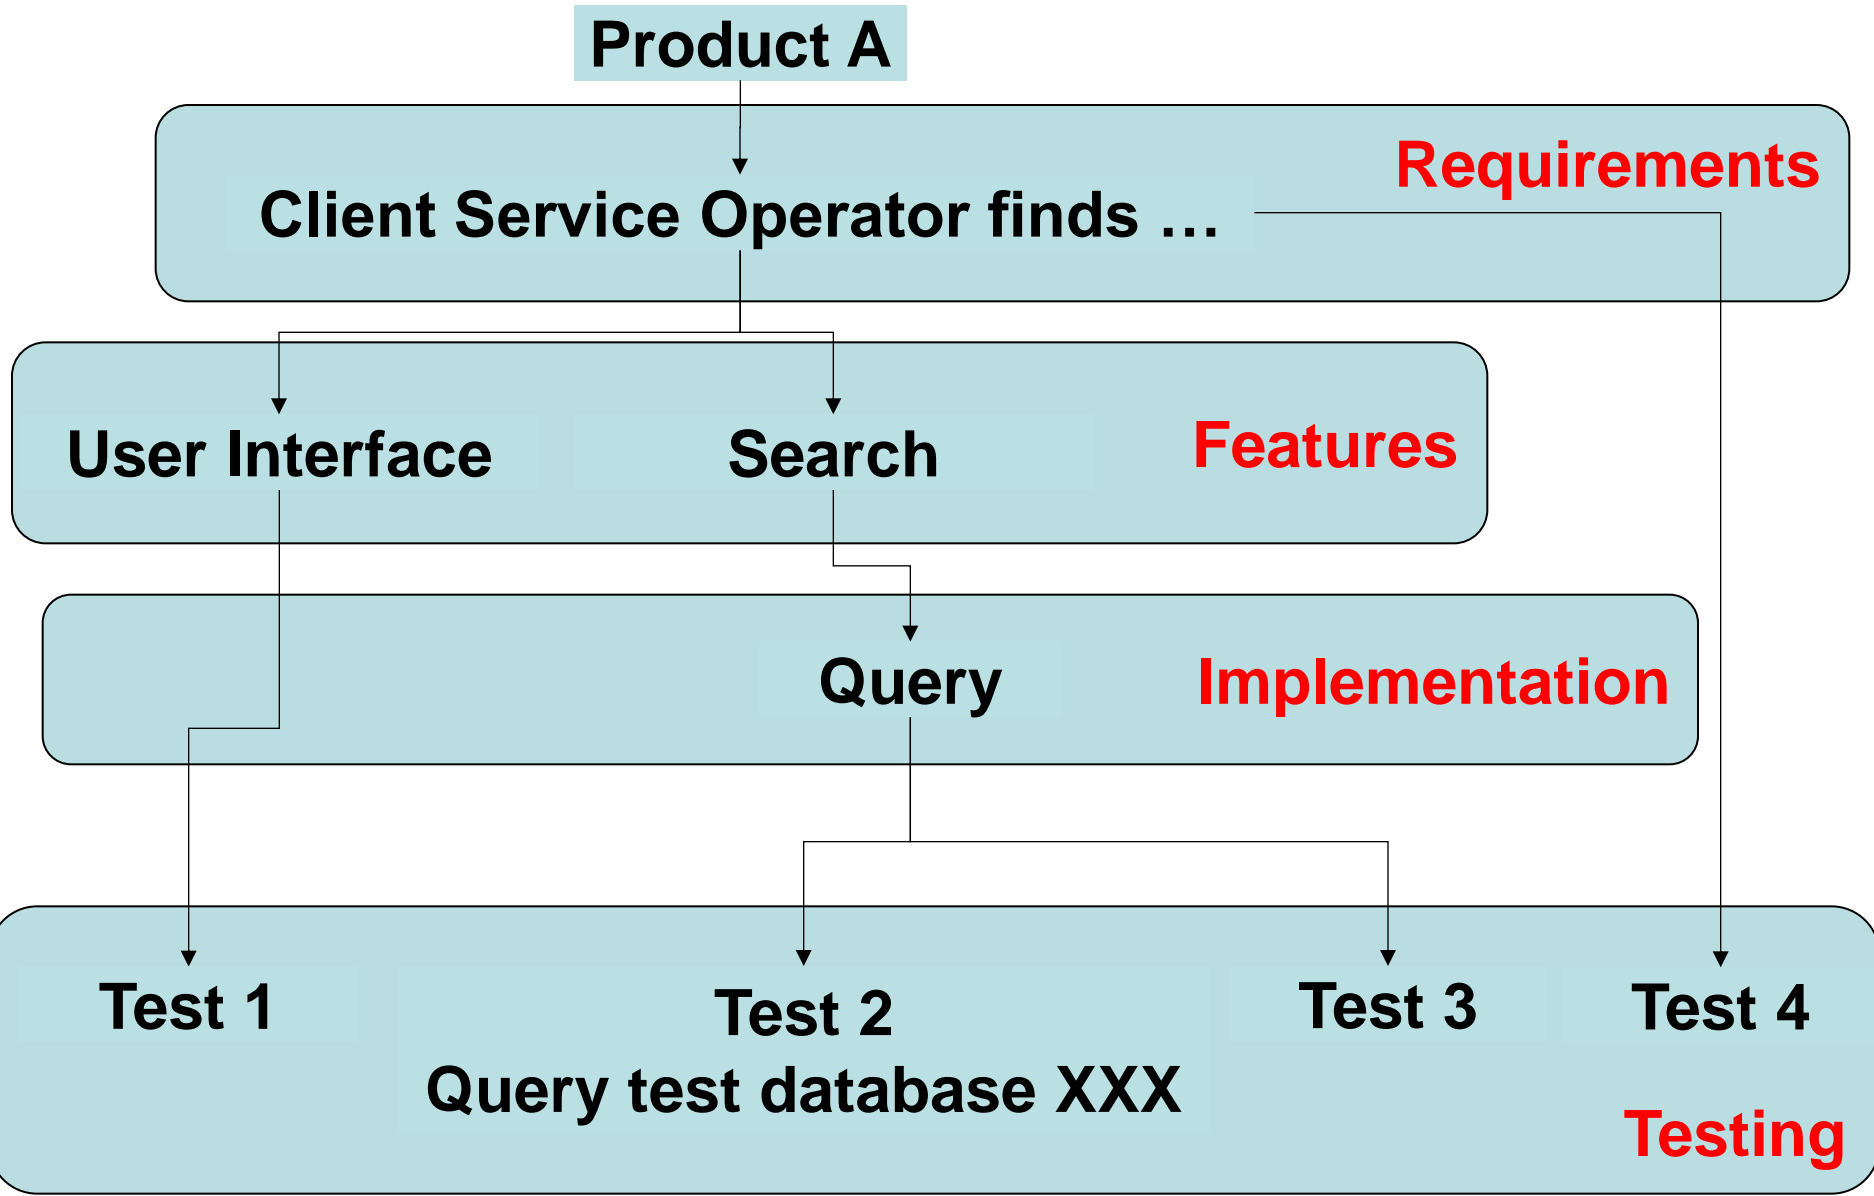 Product A
Requirements
Client Service Operator finds …
User Interface
Search
Features
Query
Implementation
Test 1
Test 2
Query test database XXX
Test 3
Test 4
Testing